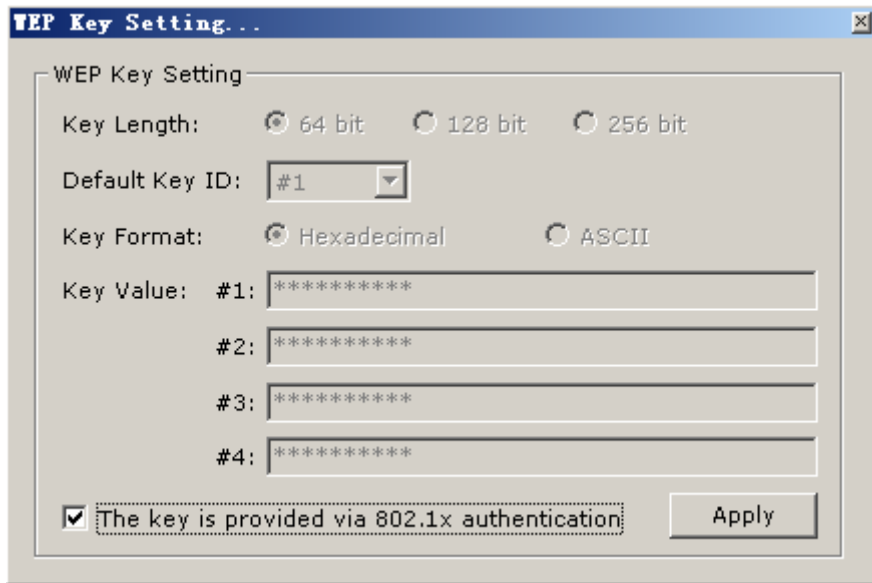 WEP Key Setting...
WEP Key Setting
Key Length: 64 bit 128 bit 256 bit
Default Key ID: #1
Key Format: Hexadecimal ASCII
Key Value: #1: **********
#2: **********
#3: **********
#4: **********
The key is provided via 802.1x authentication Apply